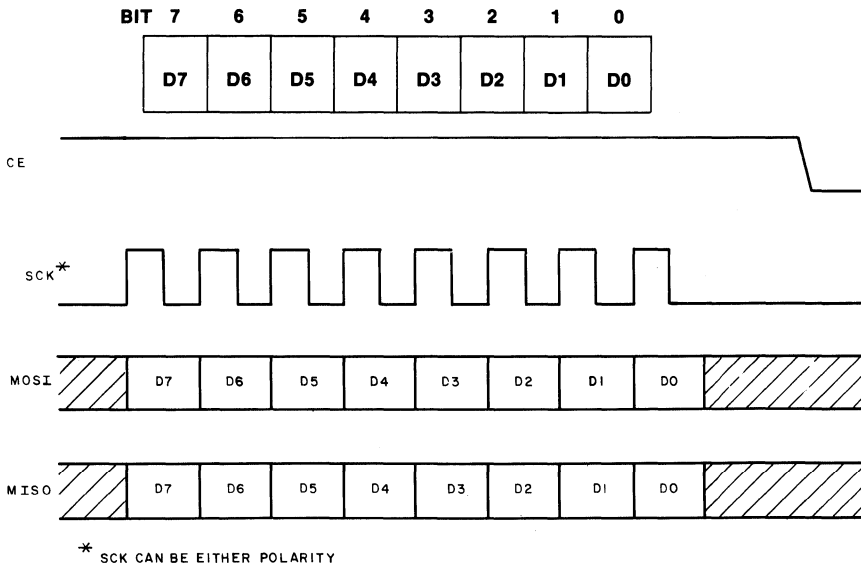 BIT 7 6 5 4 3 2 1 0
D7 D6 D5 D4 D3 D2 D1 D0
CE
SCK*
MOSI D7 D6 D5 D4 D3 D2 D1 D0
MISO D7 D6 D5 D4 D3 D2 D1 D0
* SCK CAN BE EITHER POLARITY